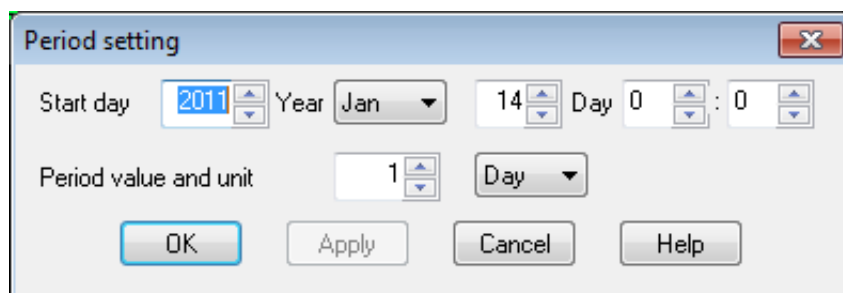 Period setting
Start day 2011 Year Jan 14 Day 0 : 0
Period value and unit 1 Day
OK Apply Cancel Help